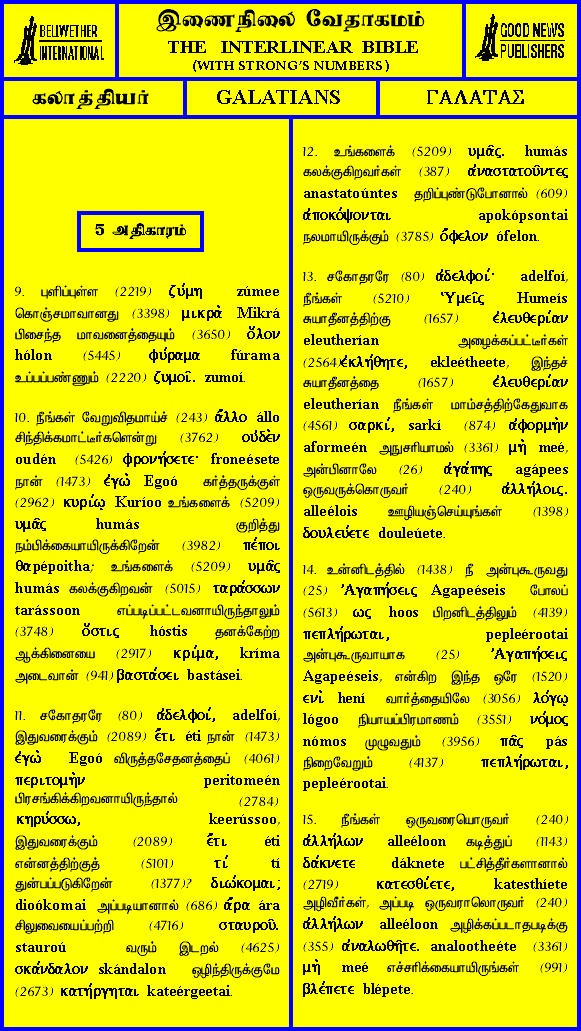 BELLWETHER
INTERNATIONAL
இணைநிலை வேதாகமம்
THE INTERLINEAR BIBLE
(WITH STRONG'S NUMBERS)
GOOD NEWS
PUBLISHERS
கலாத்தியர்
GALATIANS
ΓΑΛΑΤΑΣ
5 அதிகாரம்
9. புளிப்புள்ள (2219) ζύμη zúmee
கொஞ்சமாவானது (3398) μικρὰ Mikrá
பிசைந்த மாவனைத்தையும் (3650) ὅλον
hólon (5445) φύραμα fúrama
உப்பப்பண்ணும் (2220) ζυμοῖ. zumoí.
10. நீங்கள் வேறுவிதமாய்ச் (243) ἄλλο állo
சிந்திக்கமாட்டீர்களென்று (3762) οὐδὲν
oudén (5426) φρονήσετε· froneésete
நான் (1473) ἐγὼ Egoó கர்த்தருக்குள்
(2962) κυρίῳ Kuríoo உங்களைக் (5209)
υμᾶς humás குறித்து
நம்பிக்கையாயிருக்கிறேன் (3982) πέποι
θαpépoitha; உங்களைக் (5209) υμᾶς
humás கலக்குகிறவன் (5015) ταράσσων
tarássoon எப்படிப்பட்டவனாயிருந்தாலும்
(3748) ὅστις hóstis தனக்கேற்ற
ஆக்கினையை (2917) κρίμα, kríma
அடைவான் (941) βαστάσει bastásei.
11. சகோதரரே (80) ἀδελφοί, adelfoí,
இதுவரைக்கும் (2089) ἔτι éti நான் (1473)
ἐγὼ Egoó விருத்தசேதனத்தைப் (4061)
περιτομὴν peritomeén
பிரசங்கிக்கிறவனாயிருந்தால் (2784)
κηρύσσω, keerússoo,
இதுவரைக்கும் (2089) ἔτι éti
என்னத்திற்குத் (5101) τί tí
துன்பப்படுகிறேன் (1377)? διώκομαι;
dioókomai அப்படியானால் (686) ἄρα ára
சிலுவையைப்பற்றி (4716) σταυροῦ.
stauroú வரும் இடறல் (4625)
σκάνδαλον skándalon ஒழிந்திருக்குமே
(2673) κατήργηται kateérgeetai.
12. உங்களைக் (5209) υμᾶς. humás
கலக்குகிறவர்கள் (387) ἀναστατοῦντες
anastatoúntes தறிப்புண்டுபோனால் (609)
ἀποκόψονται apokópsontai
நலமாயிருக்கும் (3785) ὄφελον ófelon.
13. சகோதரரே (80) ἀδελφοί· adelfoí,
நீங்கள் (5210) Ὑμεῖς Humeís
சுயாதீனத்திற்கு (1657) ἐλευθερίαν
eleutherían அழைக்கப்பட்டீர்கள்
(2564)ἐκλήθητε, ekleétheete, இந்தச்
சுயாதீனத்தை (1657) ἐλευθερίαν
eleutherían நீங்கள் மாம்சத்திற்கேதுவாக
(4561) σαρκί, sarkí (874) ἀφορμὴν
aformeén அநுசரியாமல் (3361) μὴ meé,
அன்பினாலே (26) ἀγάπης agápees
ஒருவருக்கொருவர் (240) ἀλλήλοις.
alleélois ஊழியஞ்செய்யுங்கள் (1398)
δουλεύετε douleúete.
14. உன்னிடத்தில் (1438) நீ அன்புகூருவது
(25) Ἀγαπήσεις Agapeéseis போலப்
(5613) ως hoos பிறனிடத்திலும் (4139)
πεπλήρωται, pepleérootai
அன்புகூருவாயாக (25) Ἀγαπήσεις
Agapeéseis, என்கிற இந்த ஒரே (1520)
ενὶ hení வார்த்தையிலே (3056) λόγῳ
lógoo நியாயப்பிரமாணம் (3551) νόμος
nómos முழுவதும் (3956) πᾶς pás
நிறைவேறும் (4137) πεπλήρωται,
pepleérootai.
15. நீங்கள் ஒருவரையொருவர் (240)
ἀλλήλων alleéloon கடித்துப் (1143)
δάκνετε dáknete பட்சித்தீர்களானால்
(2719) κατεσθίετε, katesthíete
அழிவீர்கள், அப்படி ஒருவராலொருவர் (240)
ἀλλήλων alleéloon அழிக்கப்படாதபடிக்கு
(355) ἀναλωθῆτε. analootheéte (3361)
μὴ meé எச்சரிக்கையாயிருங்கள் (991)
βλέπετε blépete.